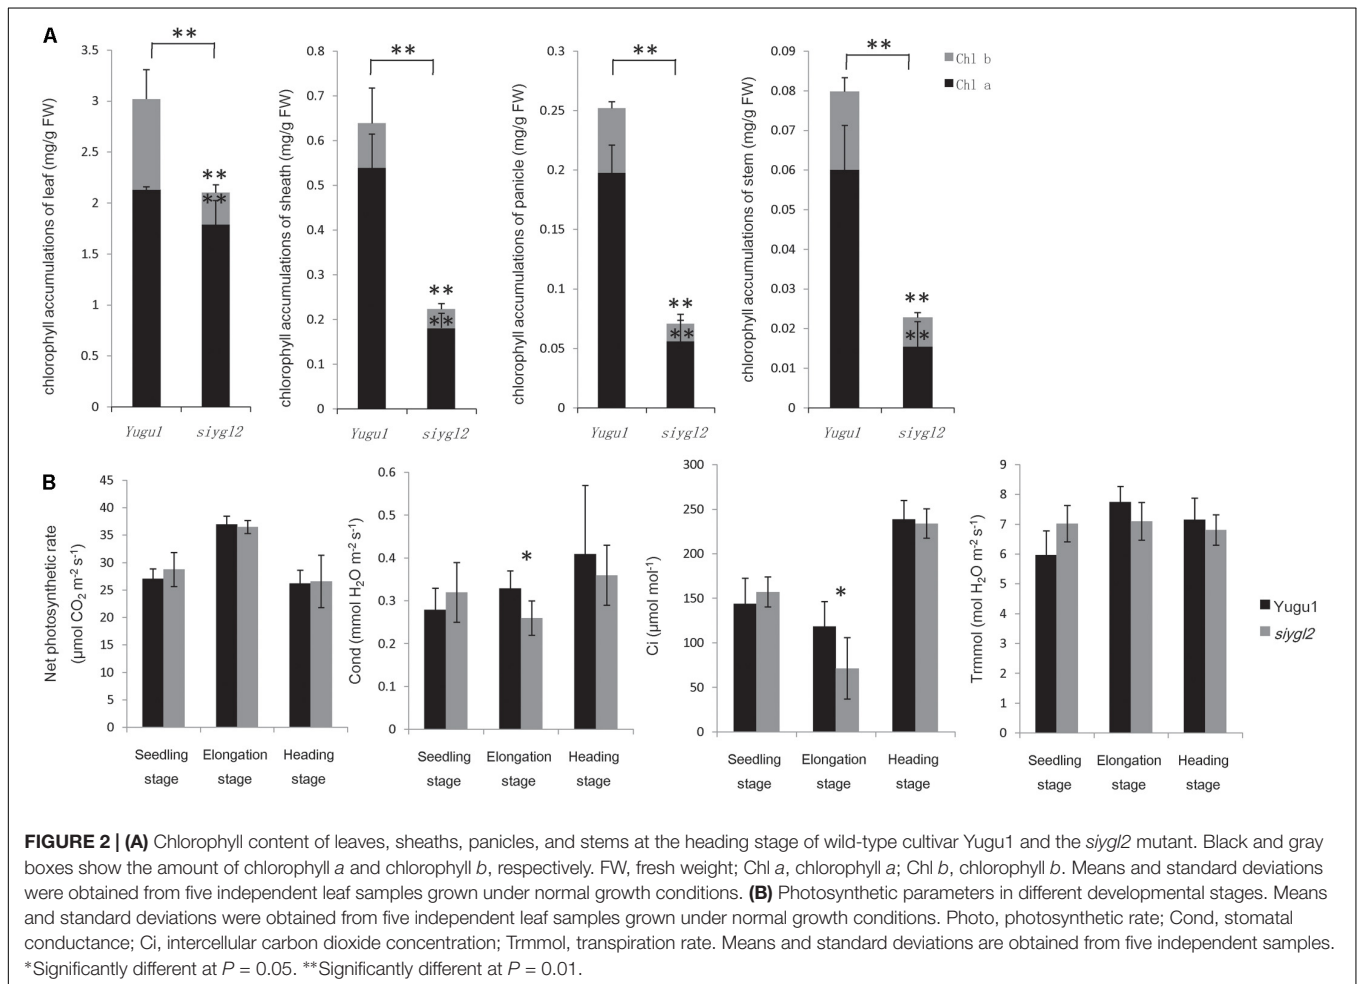 A
**
**
**
**
3.5
3
2.5
2
1.5
1
0.5
0
chlorophyll accumulations of leaf (mg/g FW)
**
**
Yugu1 siygl2
0.8
0.7
0.6
0.5
0.4
0.3
0.2
0.1
0
chlorophyll accumulations of sheath (mg/g FW)
**
**
Yugu1 siygl2
0.3
0.25
0.2
0.15
0.1
0.05
0
chlorophyll accumulations of panicle (mg/g FW)
**
**
Yugu1 siygl2
0.09
0.08
0.07
0.06
0.05
0.04
0.03
0.02
0.01
0
chlorophyll accumulations of stem (mg/g FW)
**
**
Yugu1 siygl2
Chl b
Chl a
B
45
40
35
30
25
20
15
10
5
0
Net photosynthetic rate
(µmol CO2 m-2 s-1)
Seedling Elongation Heading
stage stage stage
0.6
0.5
0.4
0.3
0.2
0.1
0
Cond (mmol H2O m-2 s-1)
*
Seedling Elongation Heading
stage stage stage
300
250
200
150
100
50
0
Ci (µmol mol-1)
*
Seedling Elongation Heading
stage stage stage
9
8
7
6
5
4
3
2
1
0
Trmmol (mol H2O m-2 s-1)
Seedling Elongation Heading
stage stage stage
Yugu1
siygl2
FIGURE 2 | (A) Chlorophyll content of leaves, sheaths, panicles, and stems at the heading stage of wild-type cultivar Yugu1 and the siygl2 mutant. Black and gray
boxes show the amount of chlorophyll a and chlorophyll b, respectively. FW, fresh weight; Chl a, chlorophyll a; Chl b, chlorophyll b. Means and standard deviations
were obtained from five independent leaf samples grown under normal growth conditions. (B) Photosynthetic parameters in different developmental stages. Means
and standard deviations were obtained from five independent leaf samples grown under normal growth conditions. Photo, photosynthetic rate; Cond, stomatal
conductance; Ci, intercellular carbon dioxide concentration; Trmmol, transpiration rate. Means and standard deviations are obtained from five independent samples.
*Significantly different at P = 0.05. **Significantly different at P = 0.01.